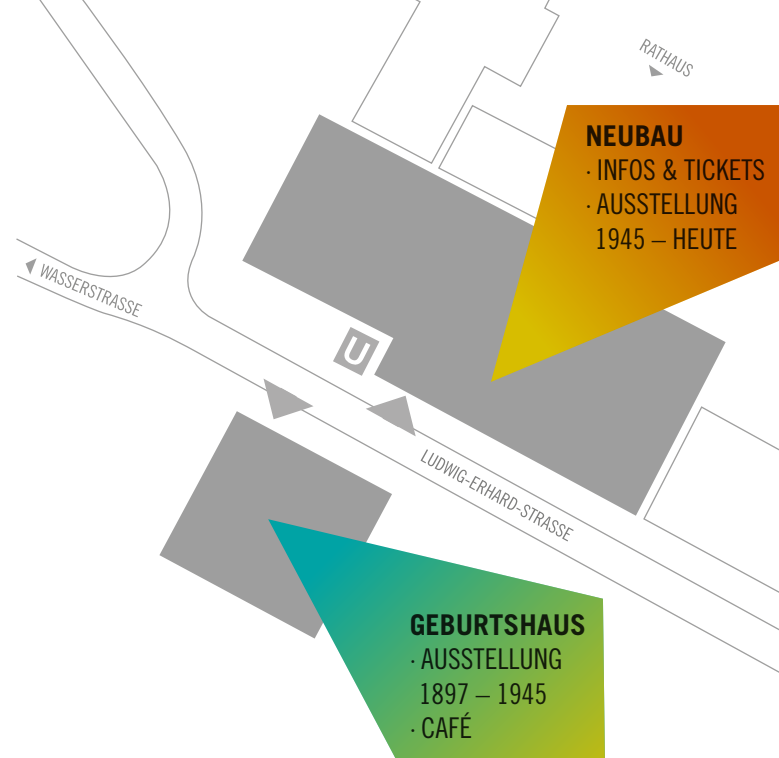 RATHAUS
NEUBAU
· INFOS & TICKETS
· AUSSTELLUNG
1945 – HEUTE
WASSERSTRASSE
U
LUDWIG-ERHARD-STRASSE
GEBURTSHAUS
· AUSSTELLUNG
1897 – 1945
· CAFÉ